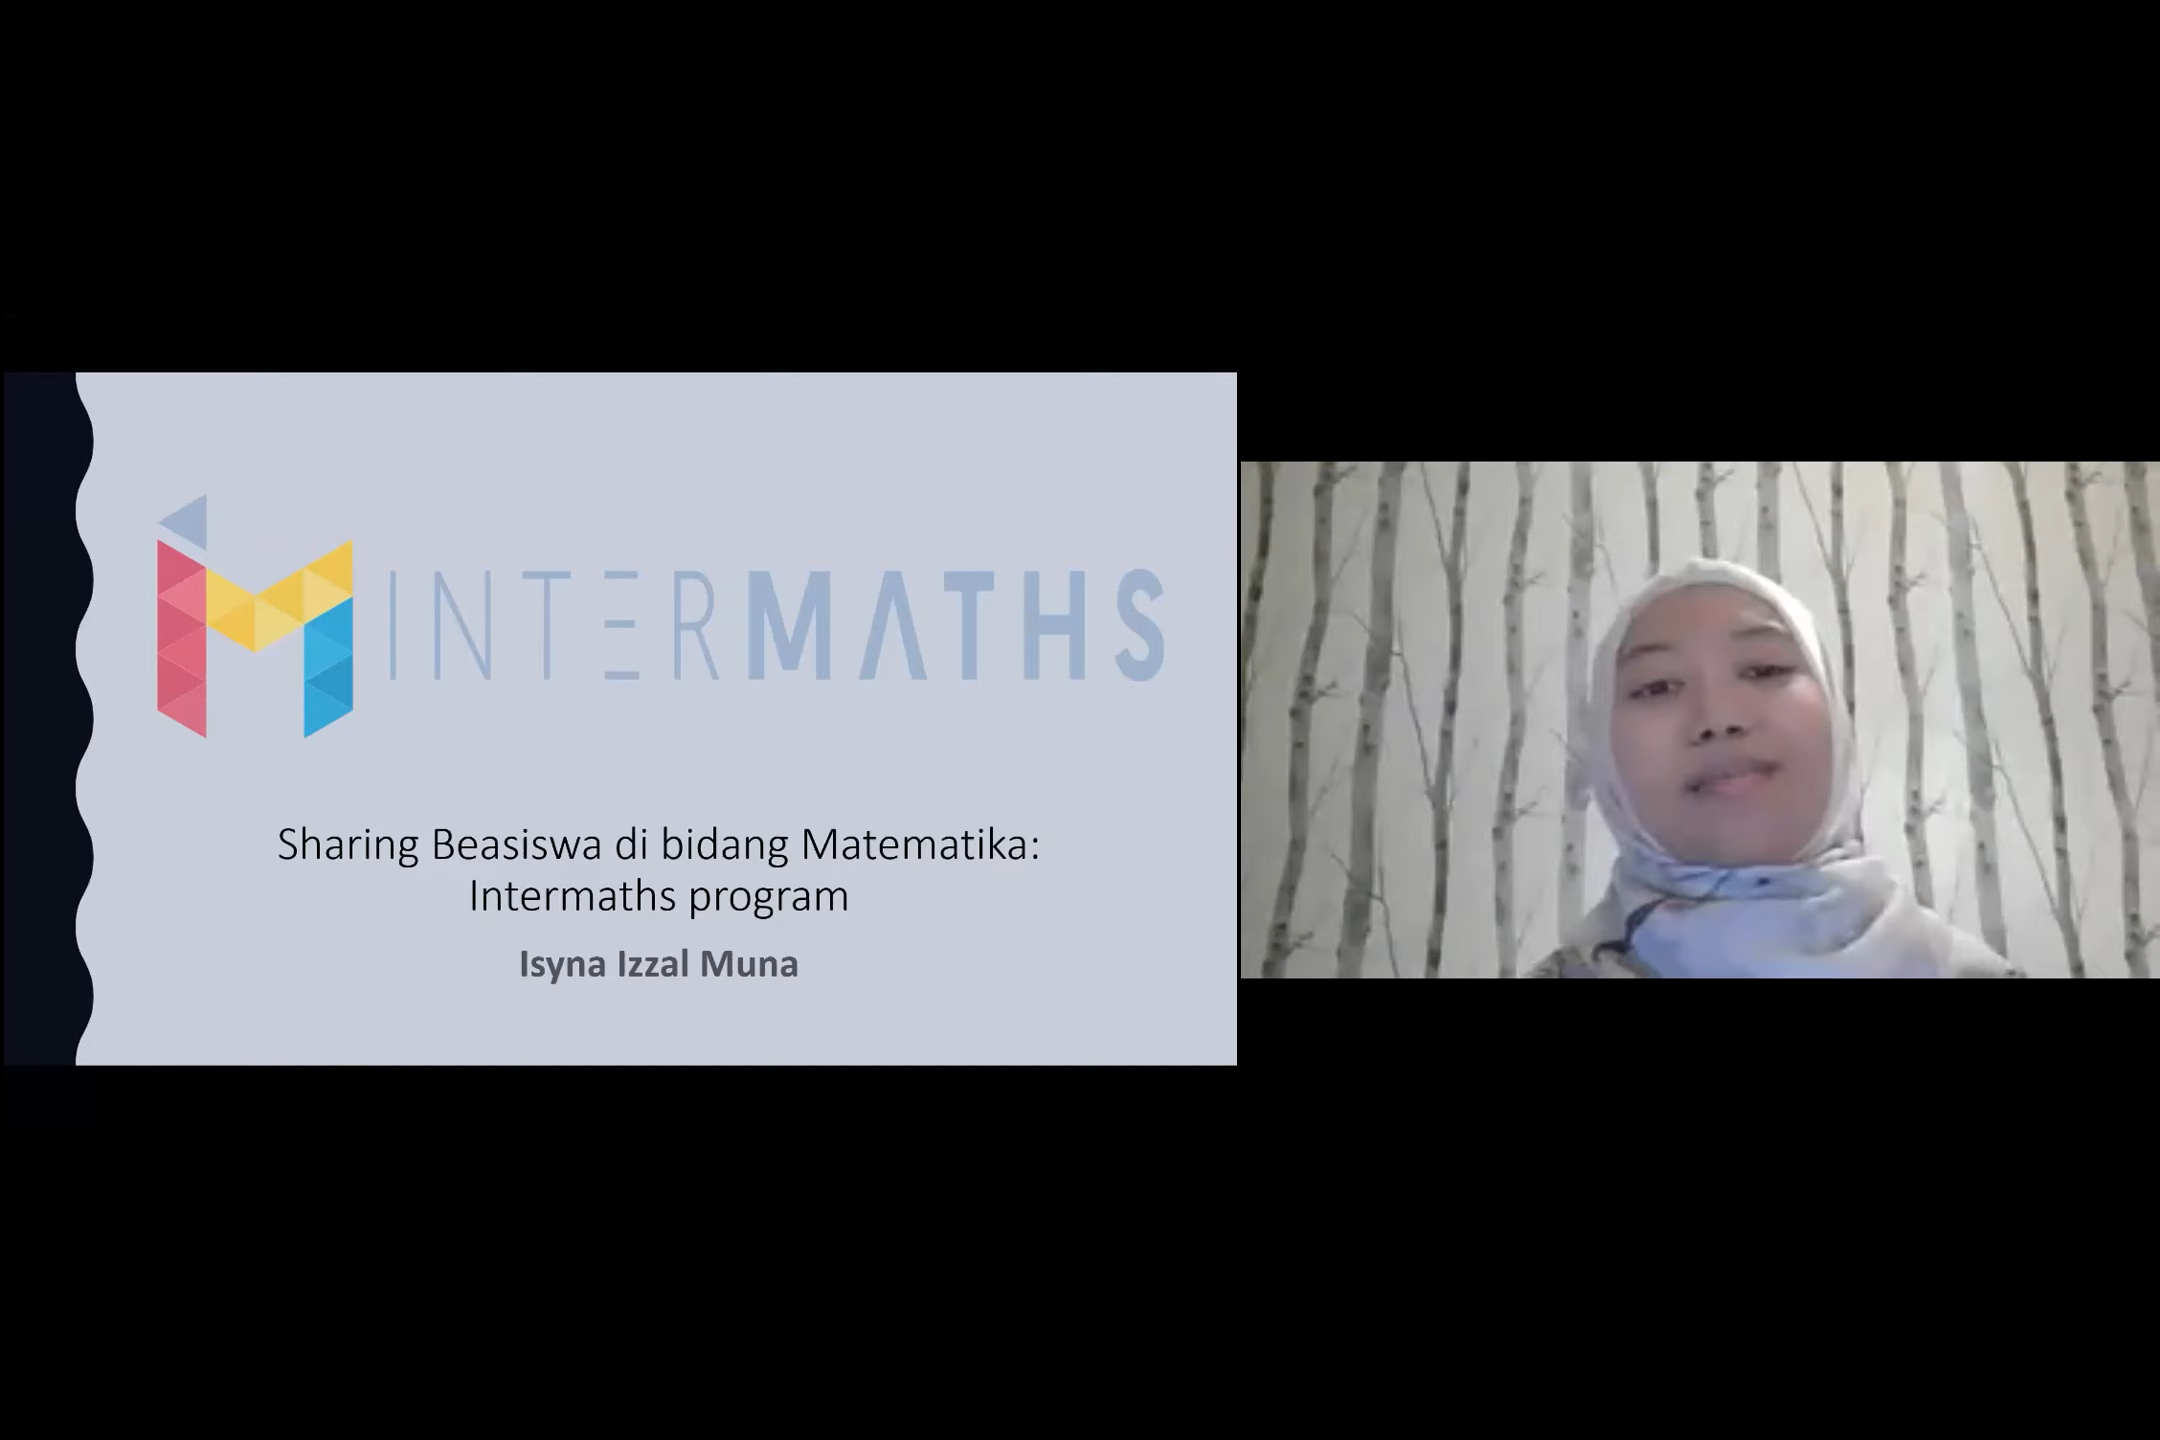 INTERMATHS
Sharing Beasiswa di bidang Matematika:
Intermaths program
Isyna Izzal Muna